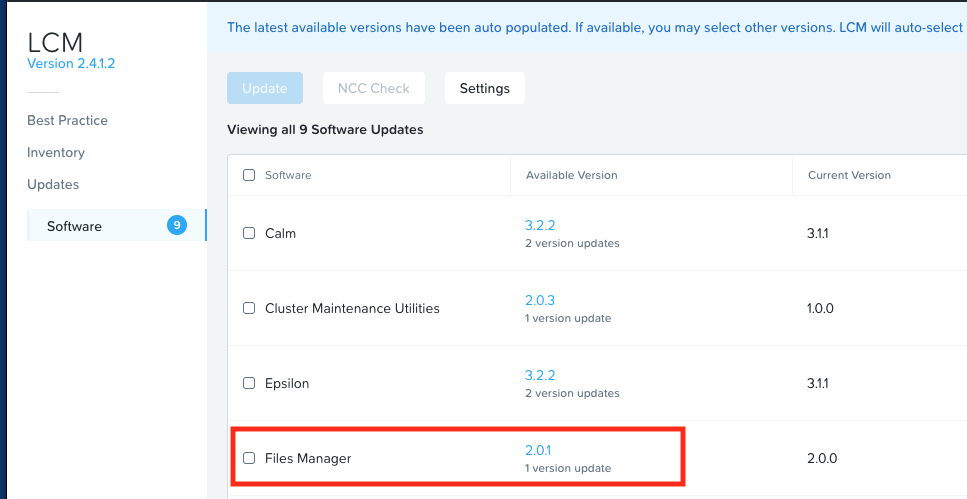 LCM
Version 2.4.1.2
Best Practice
Inventory
Updates
Software 9
The latest available versions have been auto populated. If available, you may select other versions. LCM will auto-select
Update NCC Check Settings
Viewing all 9 Software Updates
Software Available Version Current Version
Calm 3.2.2 3.1.1
2 version updates
Cluster Maintenance Utilities 2.0.3 1.0.0
1 version update
Epsilon 3.2.2 3.1.1
2 version updates
Files Manager 2.0.1 2.0.0
1 version update